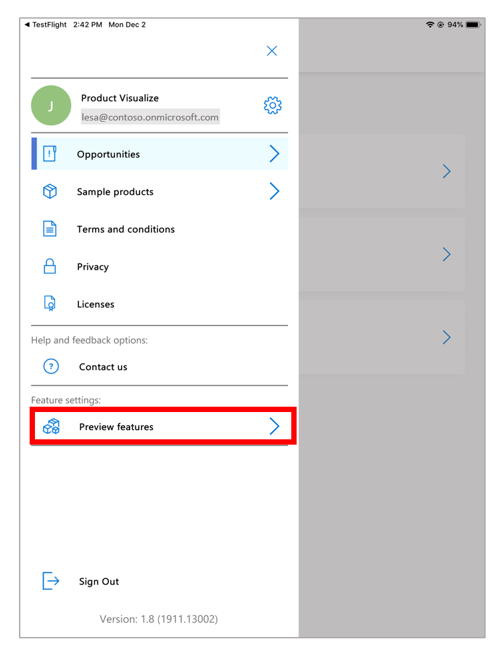 ◀ TestFlight 2:42 PM Mon Dec 2 94%
J
Product Visualize
lesa@contoso.onmicrosoft.com
Opportunities
Sample products
Terms and conditions
Privacy
Licenses
Help and feedback options:
? Contact us
Feature settings:
Preview features
Sign Out
Version: 1.8 (1911.13002)